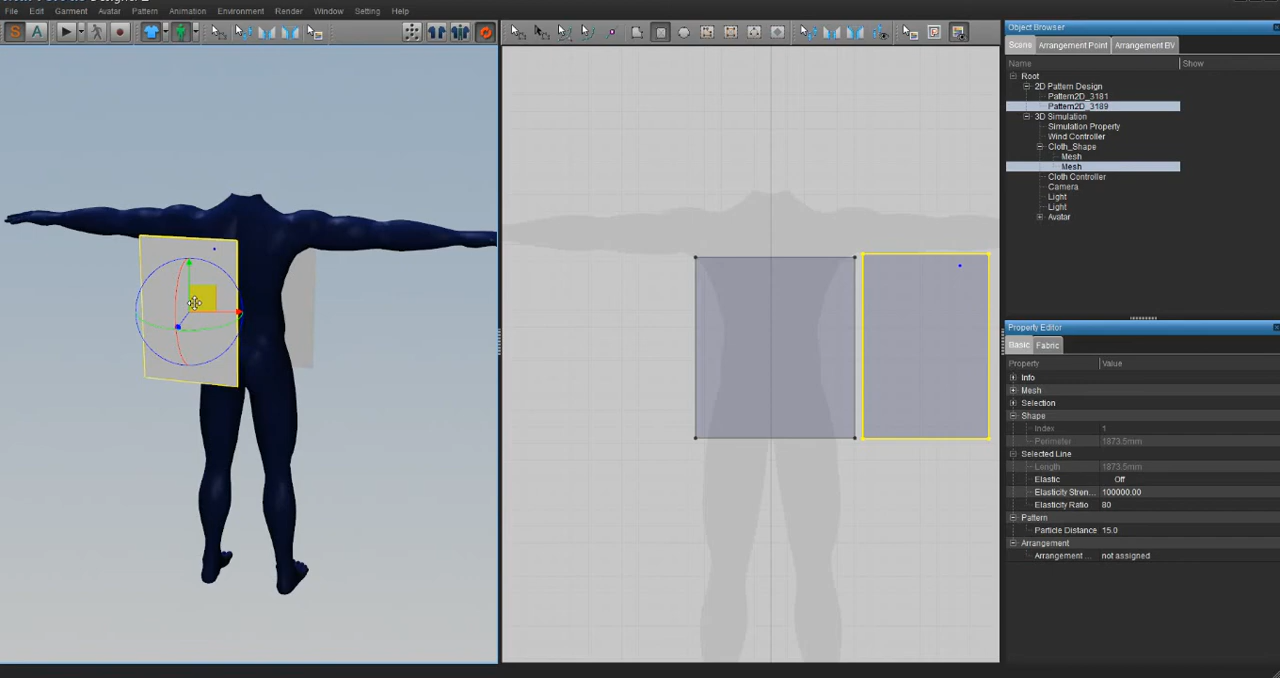 File Edit Garment Avatar Pattern Animation Environment Render Window Setting Help
S A
Object Browser
Scene Arrangement Point Arrangement BV
Name Show
Root
2D Pattern Design
Pattern2D_3181
Pattern2D_3189
3D Simulation
Simulation Property
Wind Controller
Cloth_Shape
Mesh
Mesh
Cloth Controller
Camera
Light
Light
Avatar
Property Editor
Basic Fabric
Property Value
Info
Mesh
Selection
Shape
Index 1
Perimeter 1873.5mm
Selected Line
Length 1873.5mm
Elastic Off
Elasticity Stren... 100000.00
Elasticity Ratio 80
Pattern
Particle Distance 15.0
Arrangement
Arrangement ... not assigned